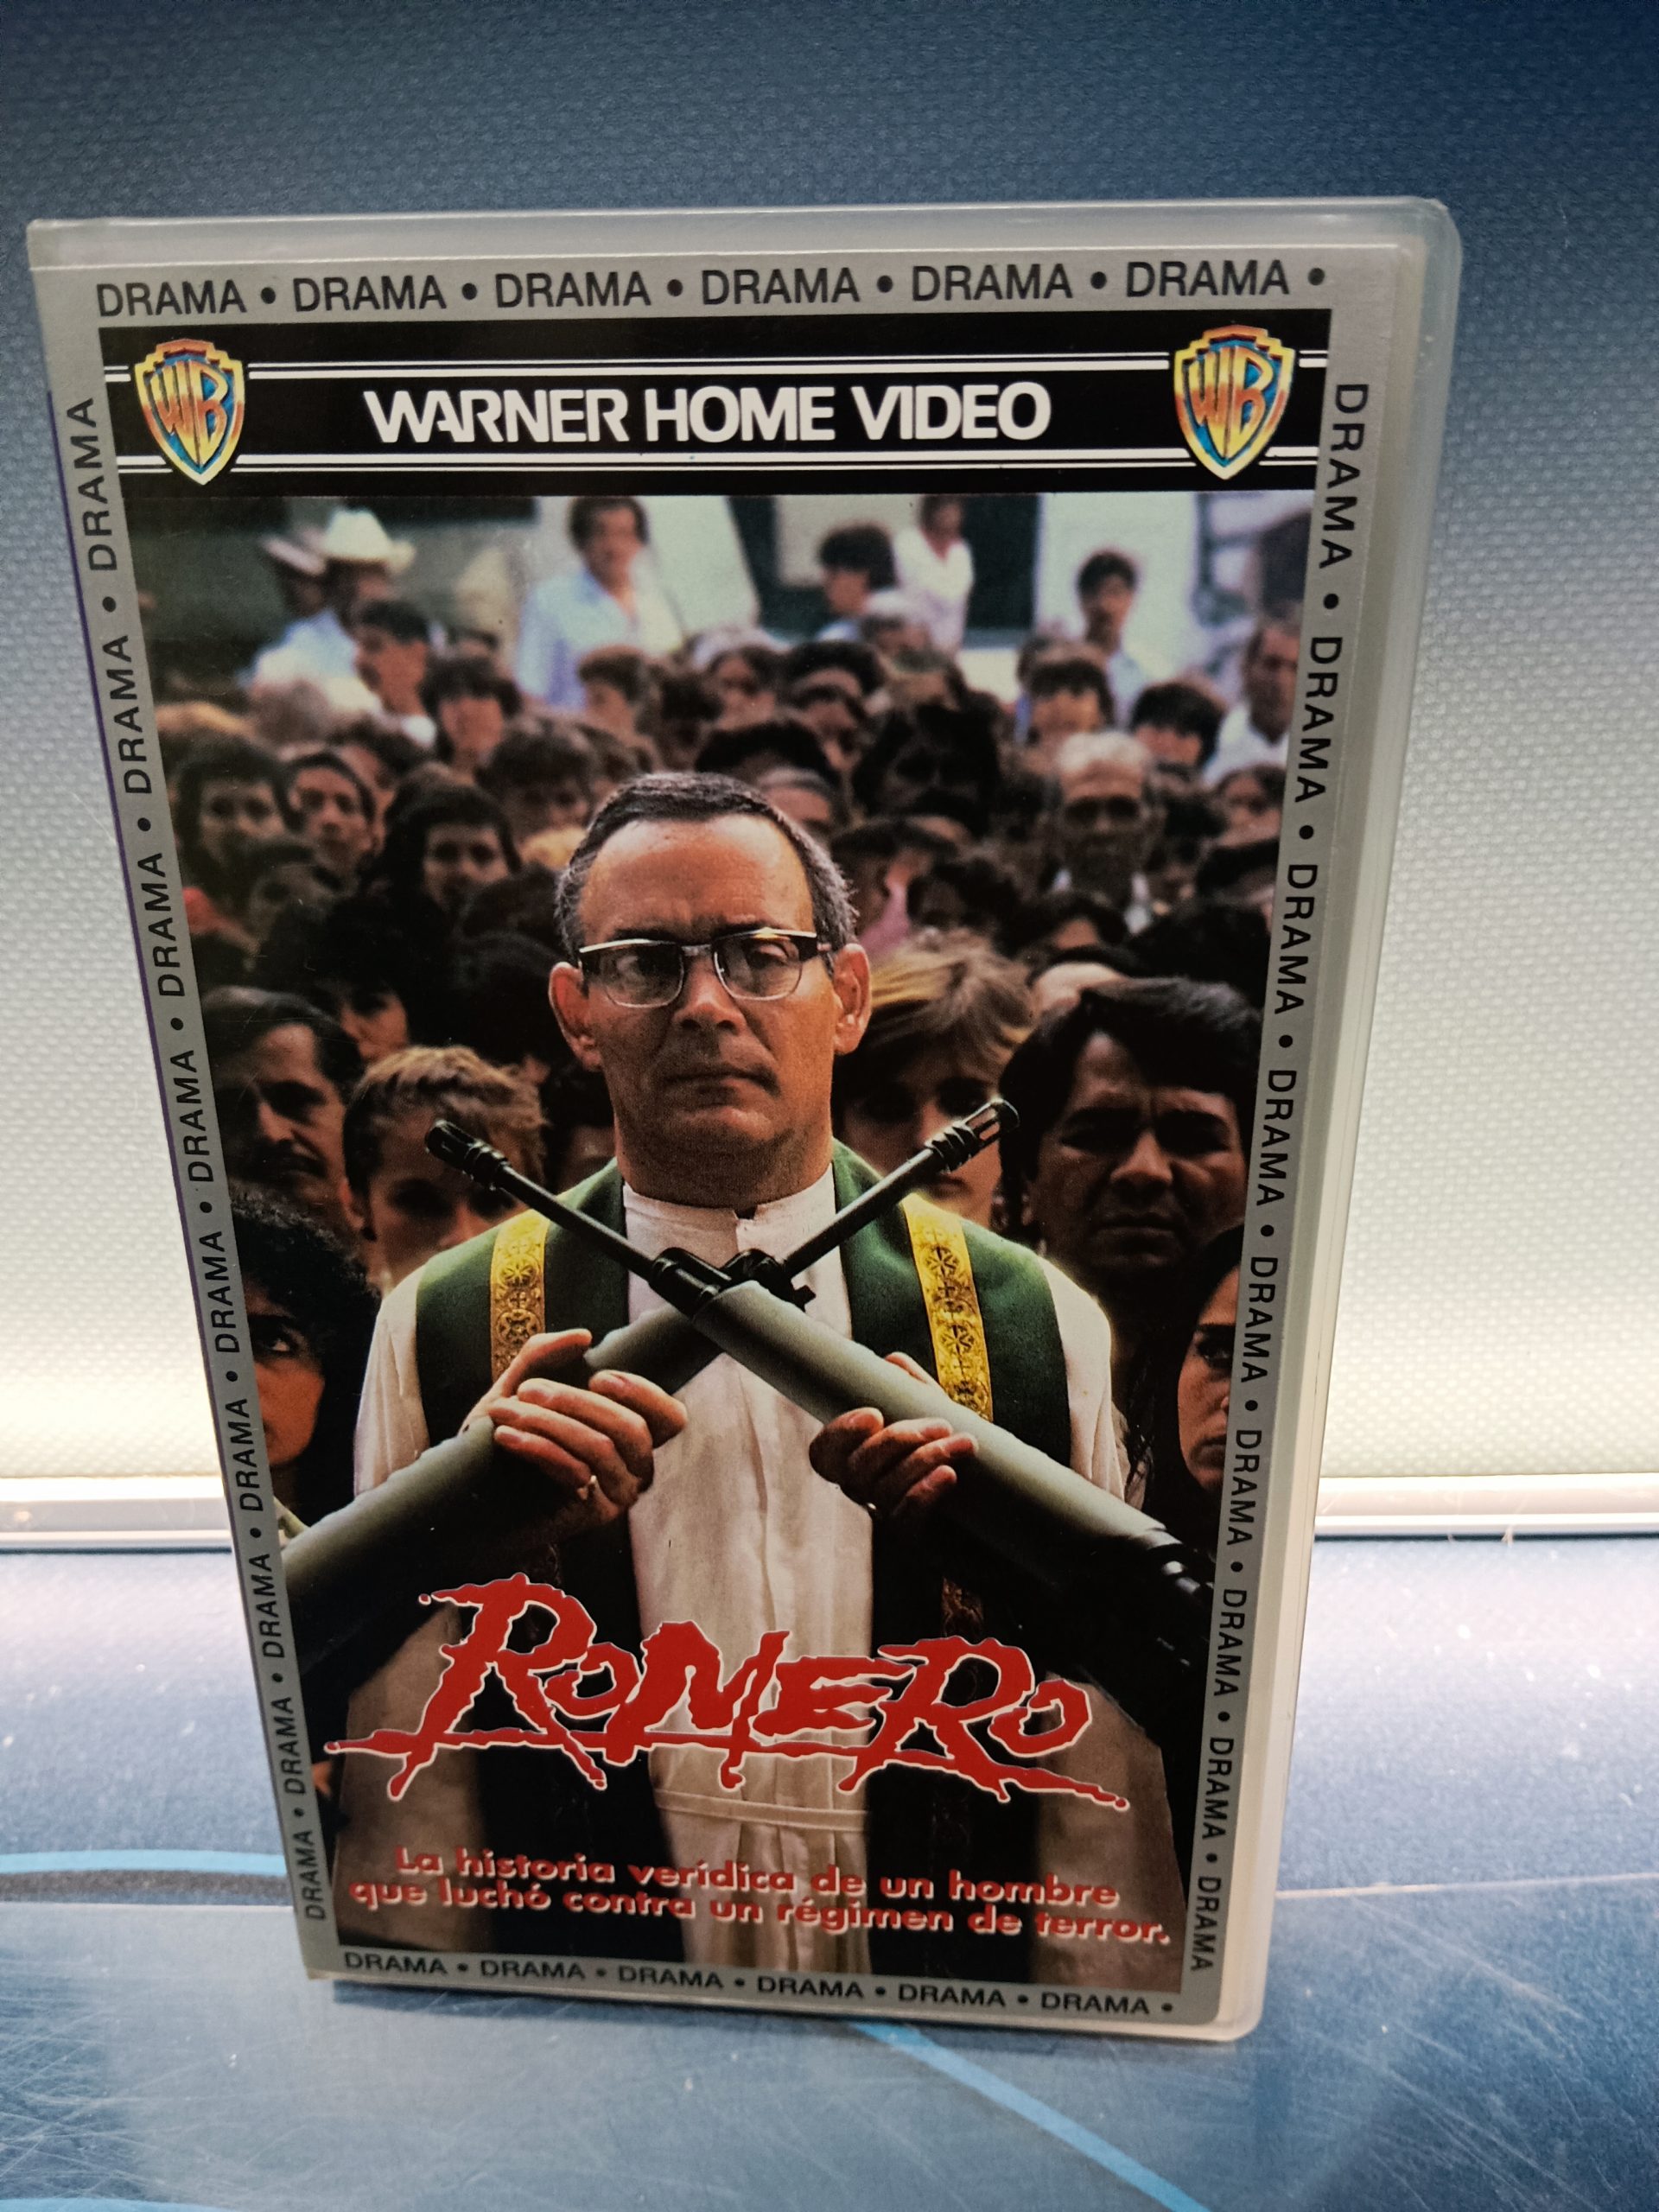 DRAMA • DRAMA • DRAMA • DRAMA • DRAMA • DRAMA •
WB WARNER HOME VIDEO WB
DRAMA • DRAMA • DRAMA • DRAMA • DRAMA • DRAMA • DRAMA • DRAMA • DRAMA • DRAMA
DRAMA • DRAMA • DRAMA • DRAMA • DRAMA • DRAMA • DRAMA • DRAMA • DRAMA • DRAMA
ROMERO
La historia verídica de un hombre
que luchó contra un régimen de terror.
DRAMA • DRAMA • DRAMA • DRAMA • DRAMA • DRAMA •